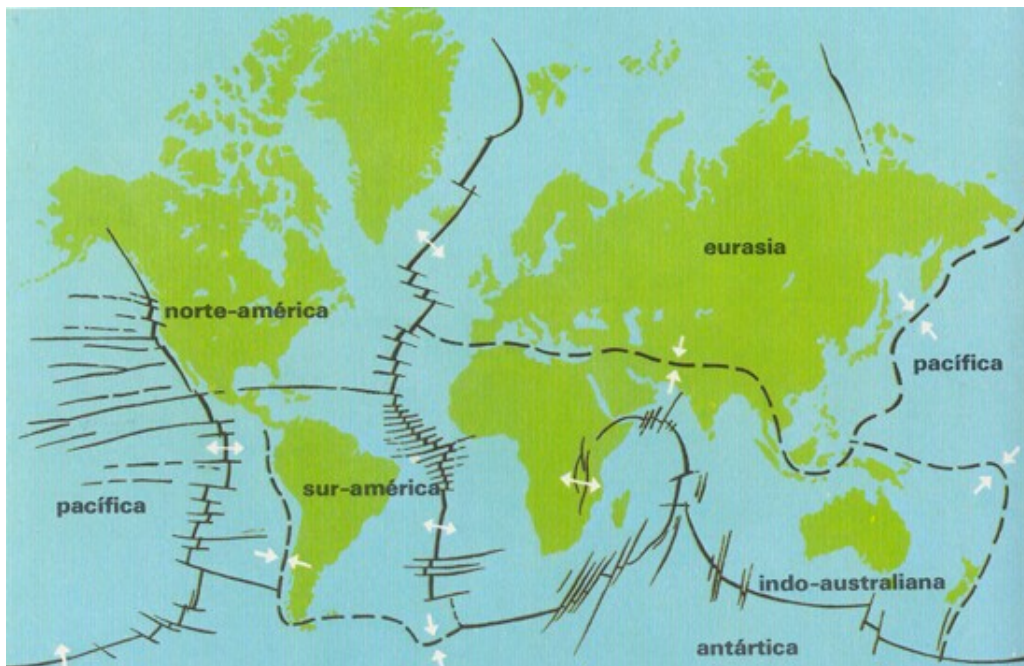 eurasia
norte-américa
pacífica
sur-américa
pacífica
indo-australiana
antártica